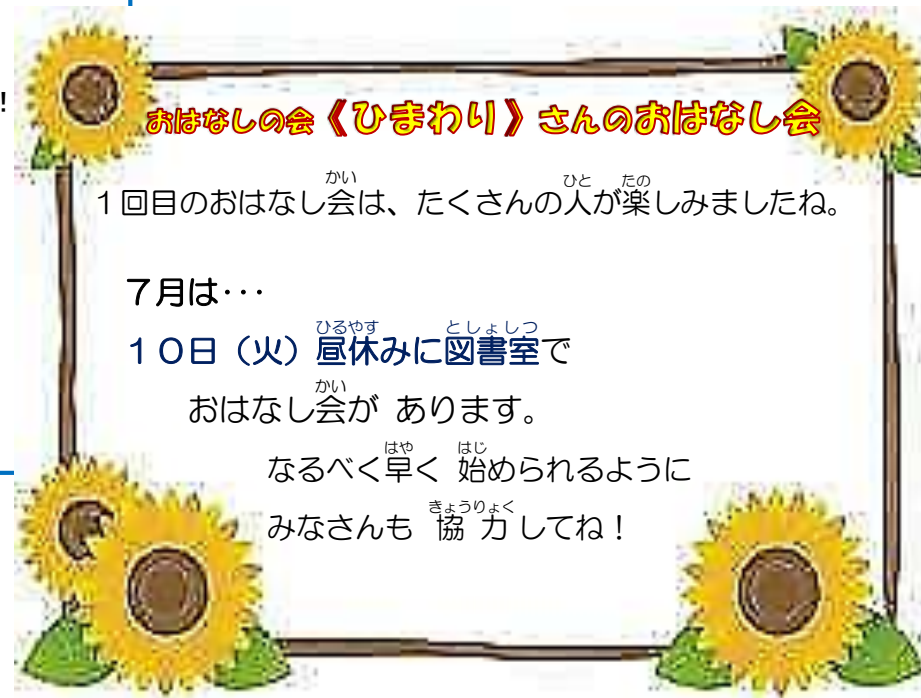 !
おはなしの会《ひまわり》さんのおはなし会
1回目のおはなし会は、たくさんの人が楽しみましたね。
7月は･･･
10日（火）昼休みに図書室で
おはなし会が あります。
なるべく早く 始められるように
みなさんも 協力してね！